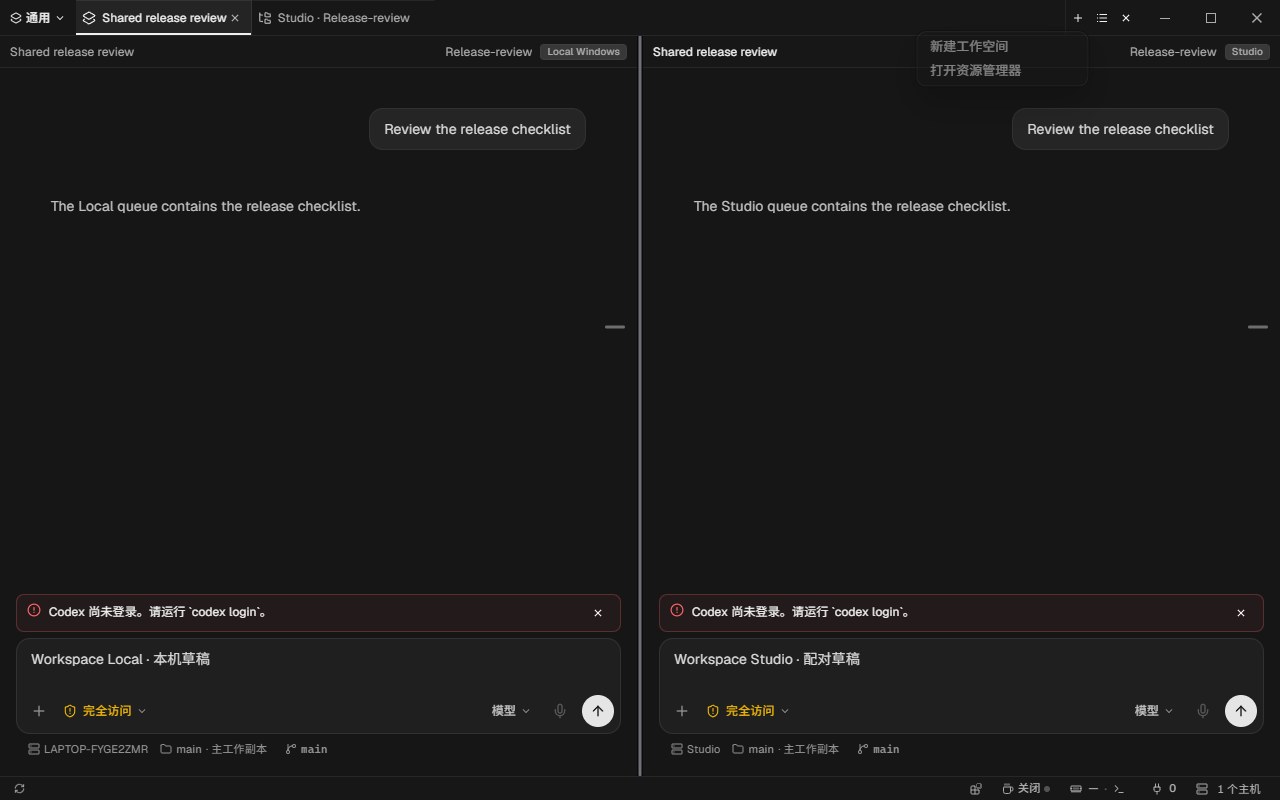 通用
Shared release review
Studio · Release-review
新建工作空间
打开资源管理器
Shared release review
Release-review
Local Windows
Review the release checklist
The Local queue contains the release checklist.
Codex 尚未登录。请运行 `codex login`。
Workspace Local · 本机草稿
完全访问
模型
LAPTOP-FYGE2ZMR
main · 主工作副本
main
Shared release review
Release-review
Studio
Review the release checklist
The Studio queue contains the release checklist.
Codex 尚未登录。请运行 `codex login`。
Workspace Studio · 配对草稿
完全访问
模型
Studio
main · 主工作副本
main
关闭
— ·
0
1 个主机